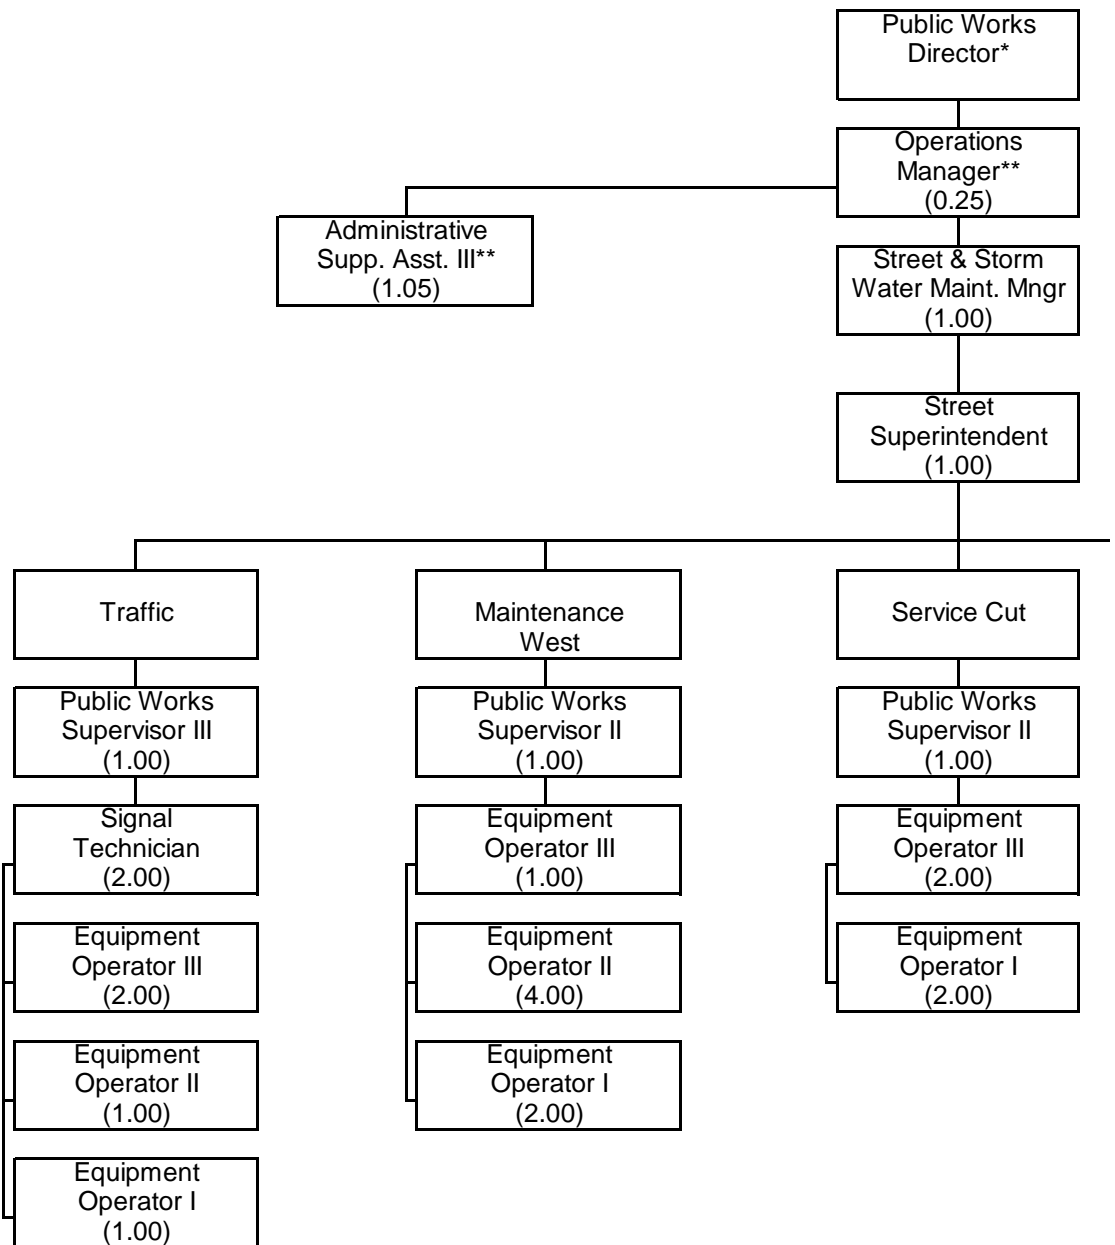 Public Works
Director*
Operations
Manager**
(0.25)
Administrative
Supp. Asst. III**
(1.05)
Street & Storm
Water Maint. Mngr
(1.00)
Street
Superintendent
(1.00)
Traffic
Public Works
Supervisor III
(1.00)
Signal
Technician
(2.00)
Equipment
Operator III
(2.00)
Equipment
Operator II
(1.00)
Equipment
Operator I
(1.00)
Maintenance
West
Public Works
Supervisor II
(1.00)
Equipment
Operator III
(1.00)
Equipment
Operator II
(4.00)
Equipment
Operator I
(2.00)
Service Cut
Public Works
Supervisor II
(1.00)
Equipment
Operator III
(2.00)
Equipment
Operator I
(2.00)